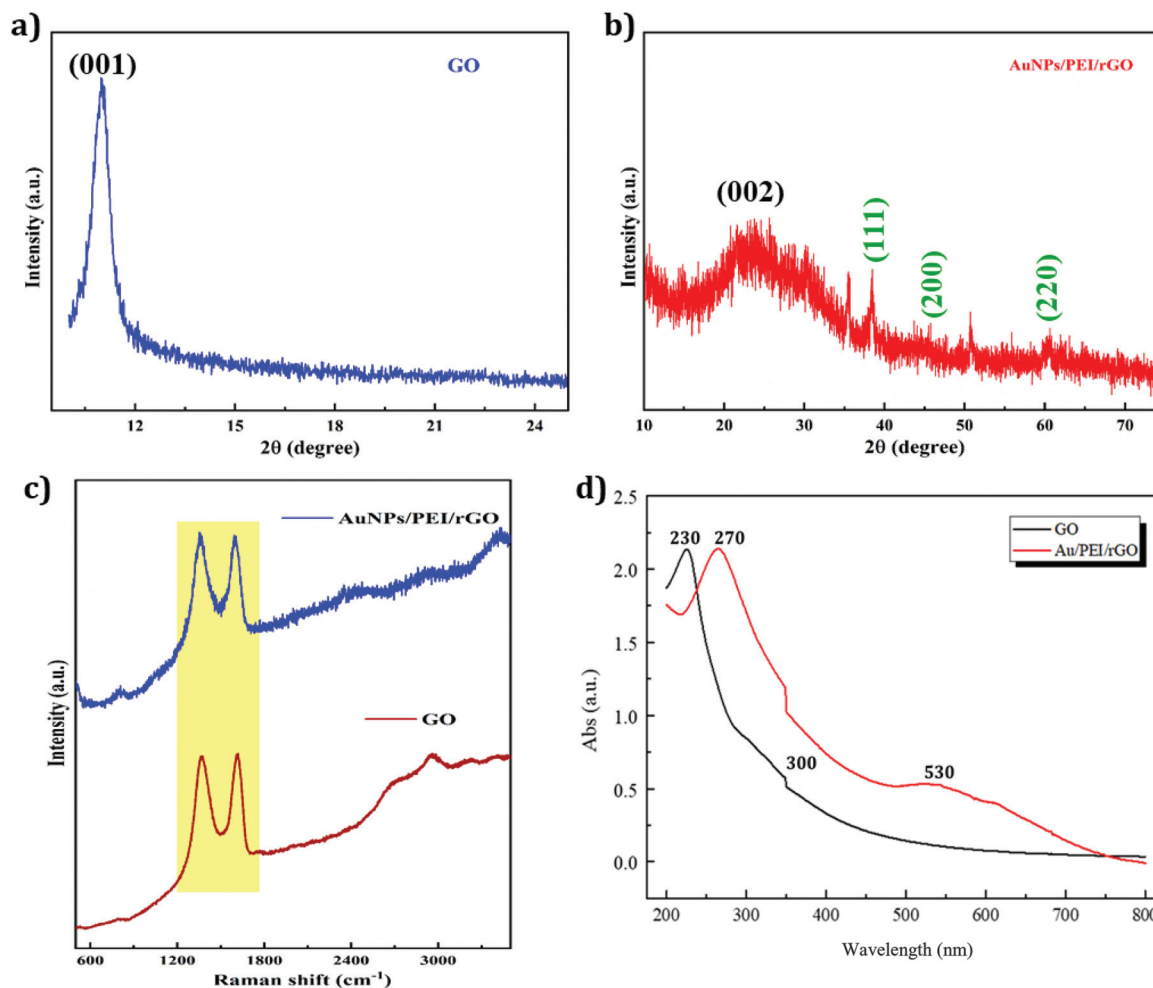 a)
(001)
GO
Intensity (a.u.)
12 15 18 21 24
2θ (degree)
b)
AuNPs/PEI/rGO
(002)
(111)
(200)
(220)
Intensity (a.u.)
10 20 30 40 50 60 70
2θ (degree)
c)
AuNPs/PEI/rGO
GO
Intensity (a.u.)
600 1200 1800 2400 3000
Raman shift (cm⁻¹)
d)
2.5
2.0
1.5
1.0
0.5
0.0
GO
Au/PEI/rGO
230 270
300
530
Abs (a.u.)
200 300 400 500 600 700 800
Wavelength (nm)